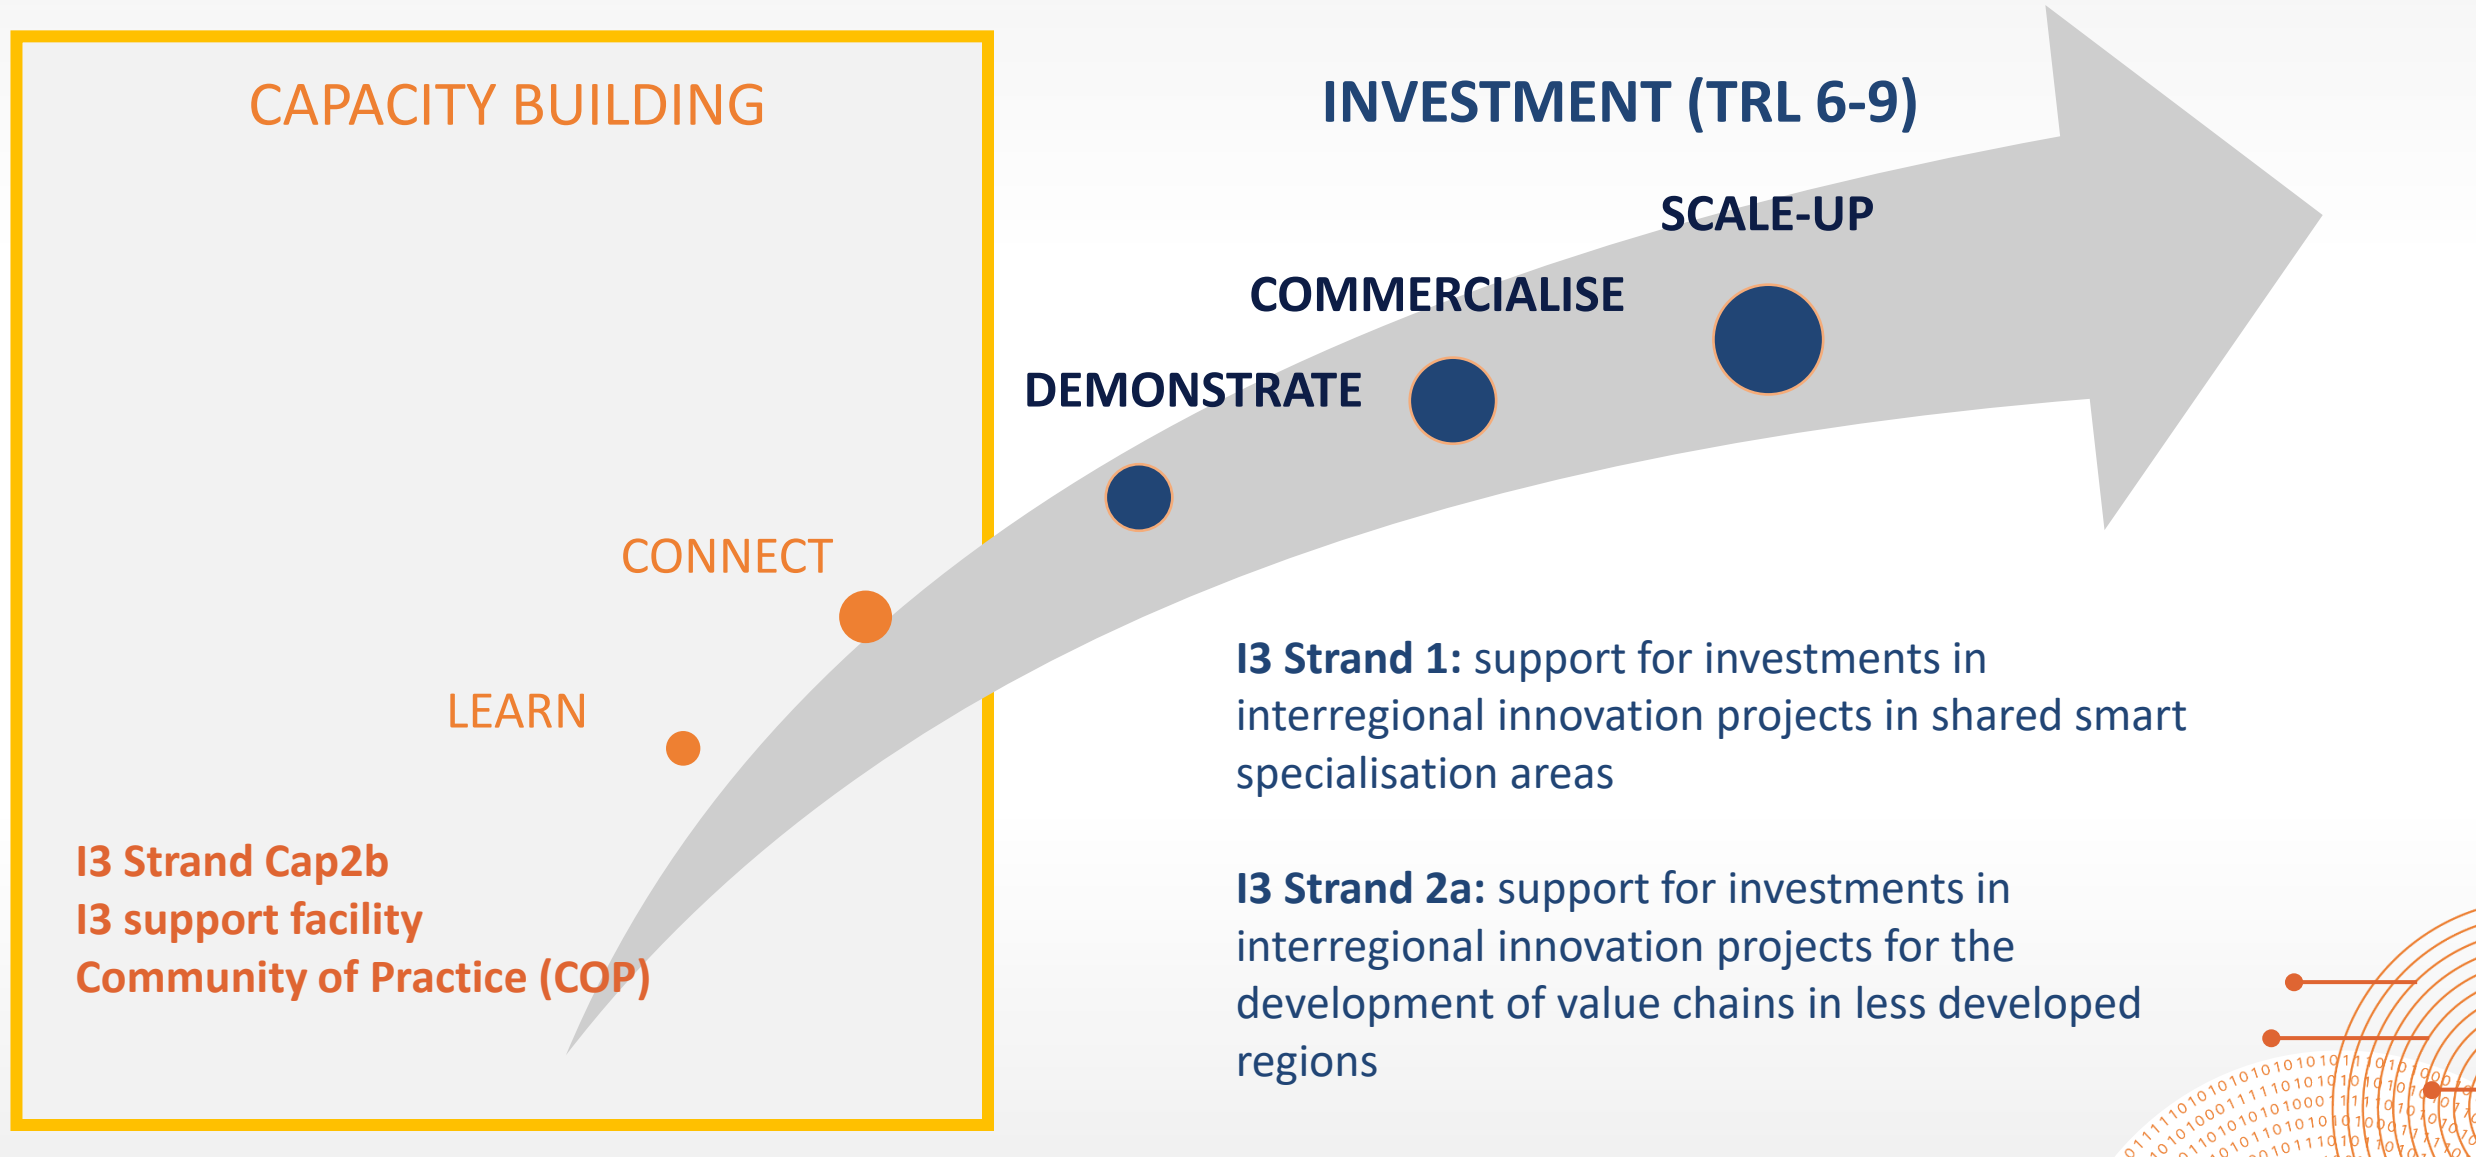 CAPACITY BUILDING
CONNECT
LEARN
I3 Strand Cap2b
I3 support facility
Community of Practice (COP)
INVESTMENT (TRL 6-9)
SCALE-UP
COMMERCIALISE
DEMONSTRATE
I3 Strand 1: support for investments in
interregional innovation projects in shared smart
specialisation areas
I3 Strand 2a: support for investments in
interregional innovation projects for the
development of value chains in less developed
regions